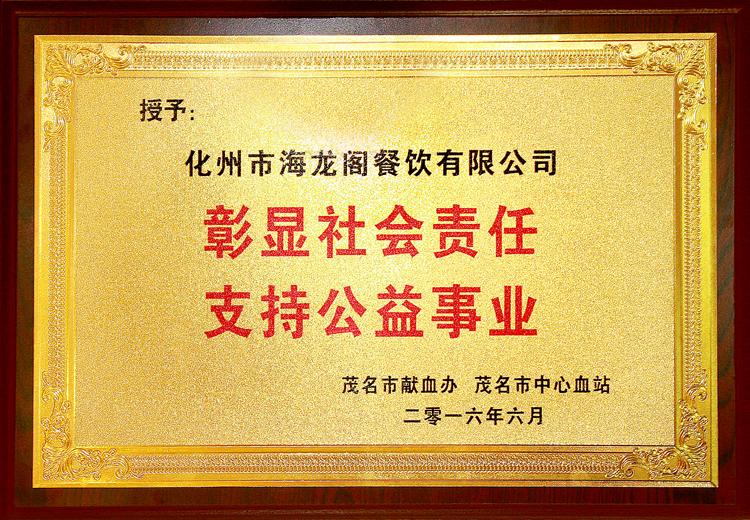 授予：
化州市海龙阁餐饮有限公司
彰显社会责任
支持公益事业
茂名市献血办 茂名市中心血站
二零一六年六月